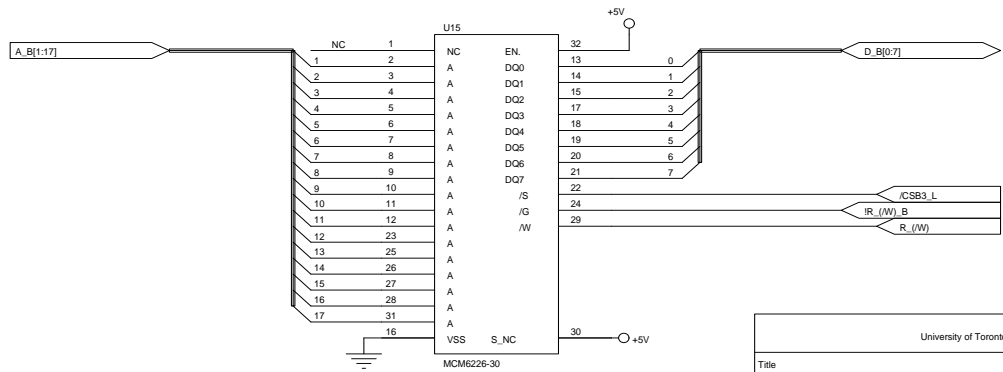 +5V
U15
A_B[1:17] NC 1 NC EN. 32 D_B[0:7]
1 2 A DQ0 13 0
2 3 A DQ1 14 1
3 4 A DQ2 15 2
4 5 A DQ3 17 3
5 6 A DQ4 18 4
6 7 A DQ5 19 5
7 8 A DQ6 20 6
8 9 A DQ7 21 7
9 10 A /S 22 /CSB3_L
10 11 A /G 24 !R_(/W)_B
11 12 A /W 29 R_(/W)
12 23 A
13 25 A
14 26 A
15 27 A
16 28 A
17 31 A
16 VSS S_NC 30 +5V
University of Toronto
MCM6226-30
Title